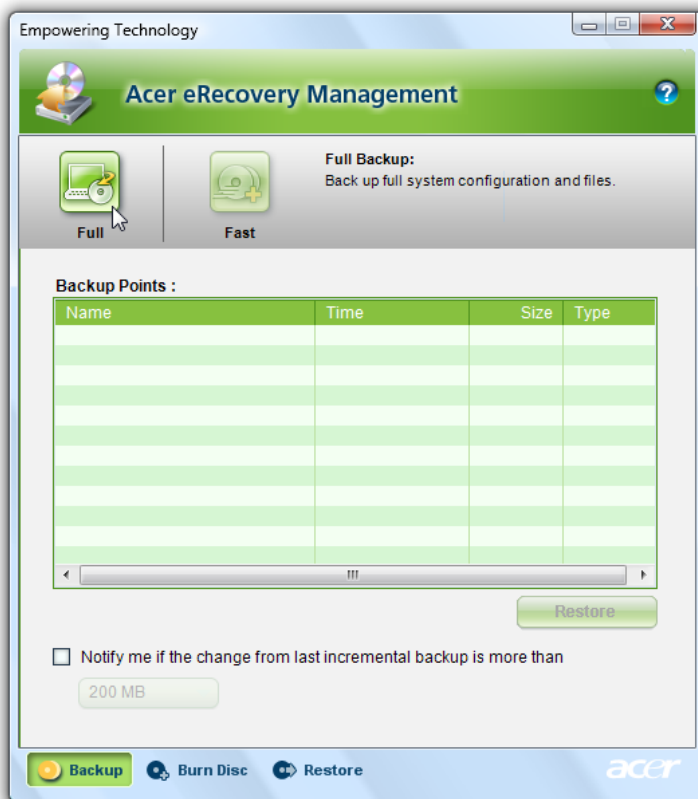 Empowering Technology
Acer eRecovery Management
?
Full Backup:
Back up full system configuration and files.
Full
Fast
Backup Points :
Name Time Size Type
Restore
Notify me if the change from last incremental backup is more than
200 MB
Backup Burn Disc Restore acer